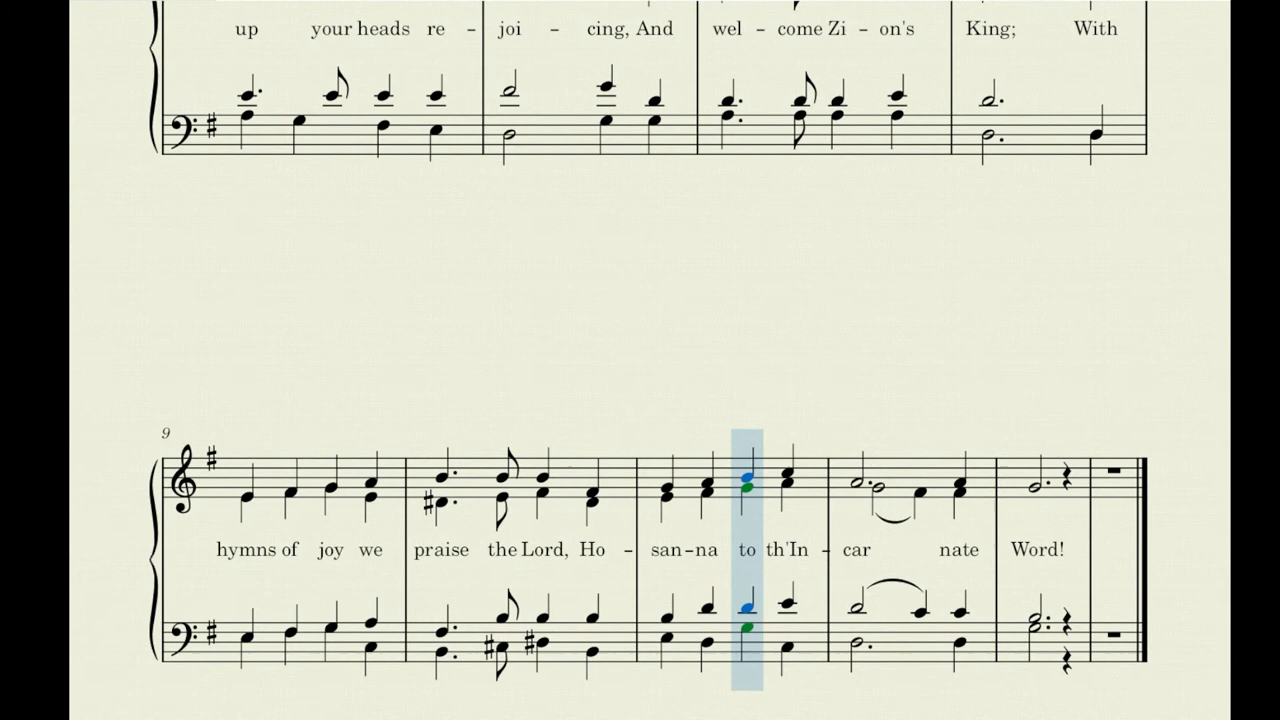 up your heads re - joi - cing, And wel - come Zi - on's King; With
9
hymns of joy we praise the Lord, Ho - san - na to th'In - car nate Word!